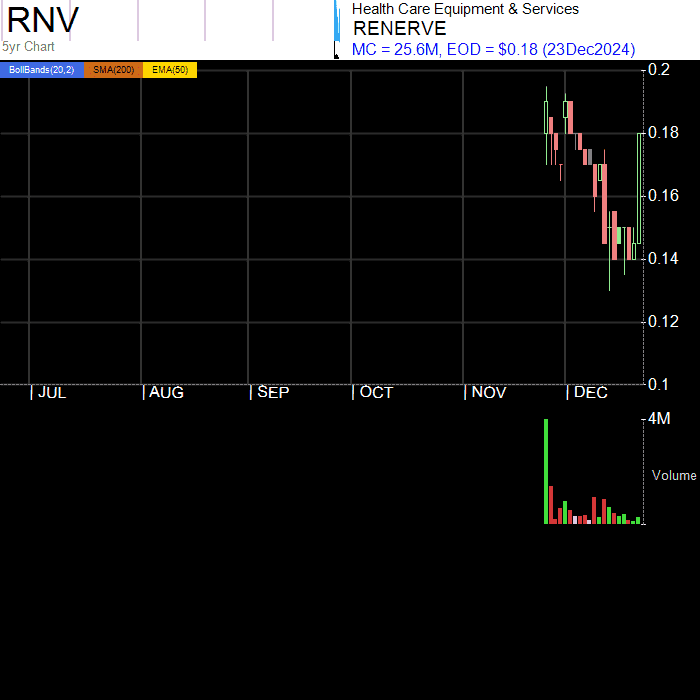 RNV
5yr Chart
Health Care Equipment & Services
RENERVE
MC = 25.6M, EOD = $0.18 (23Dec2024)
BollBands(20,2) SMA(200) EMA(50)
0.2
0.18
0.16
0.14
0.12
0.1
JUL AUG SEP OCT NOV DEC
4M
Volume